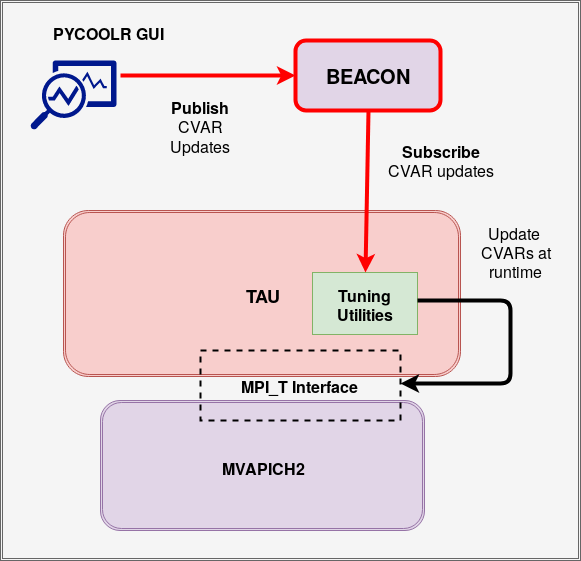 PYCOOLR GUI
BEACON
Publish
CVAR
Updates
Subscribe
CVAR updates
Update
CVARs at
runtime
TAU
Tuning
Utilities
MPI_T Interface
MVAPICH2